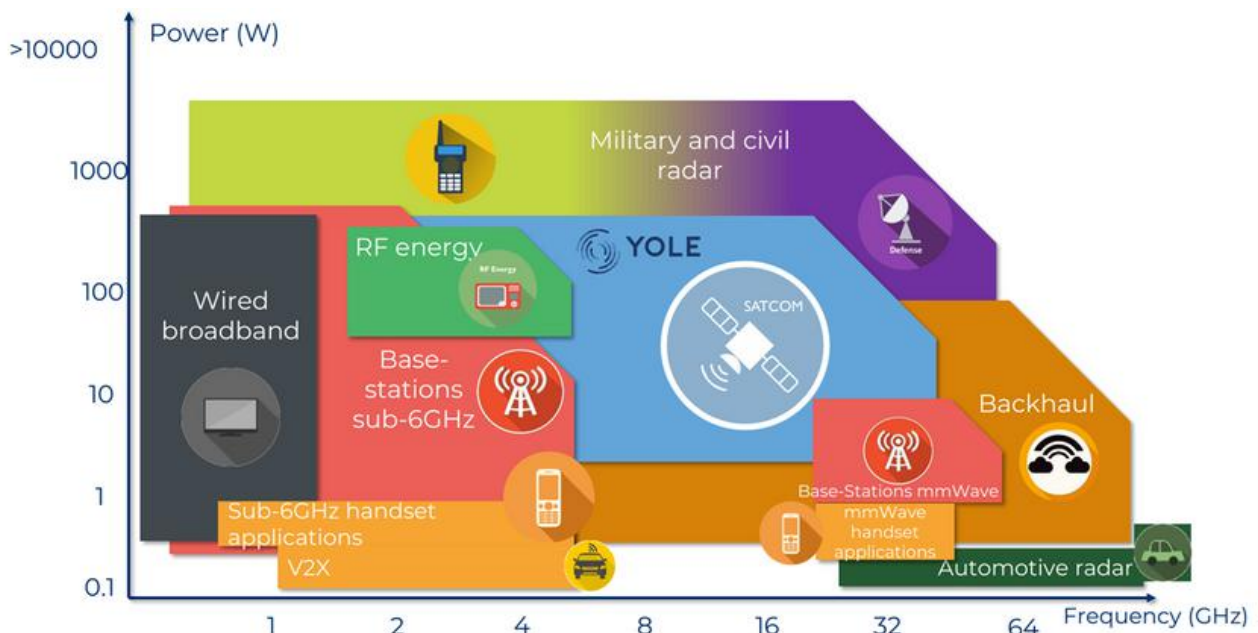 Power (W)
>10000
1000
100
10
1
0.1
Military and civil
radar
Defense
RF energy
RF Energy
YOLE
SATCOM
Wired
broadband
Base-
stations
sub-6GHz
Backhaul
Base-Stations mmWave
Sub-6GHz handset
applications
mmWave
handset
applications
V2X
Automotive radar
1
2
4
8
16
32
64
Frequency (GHz)